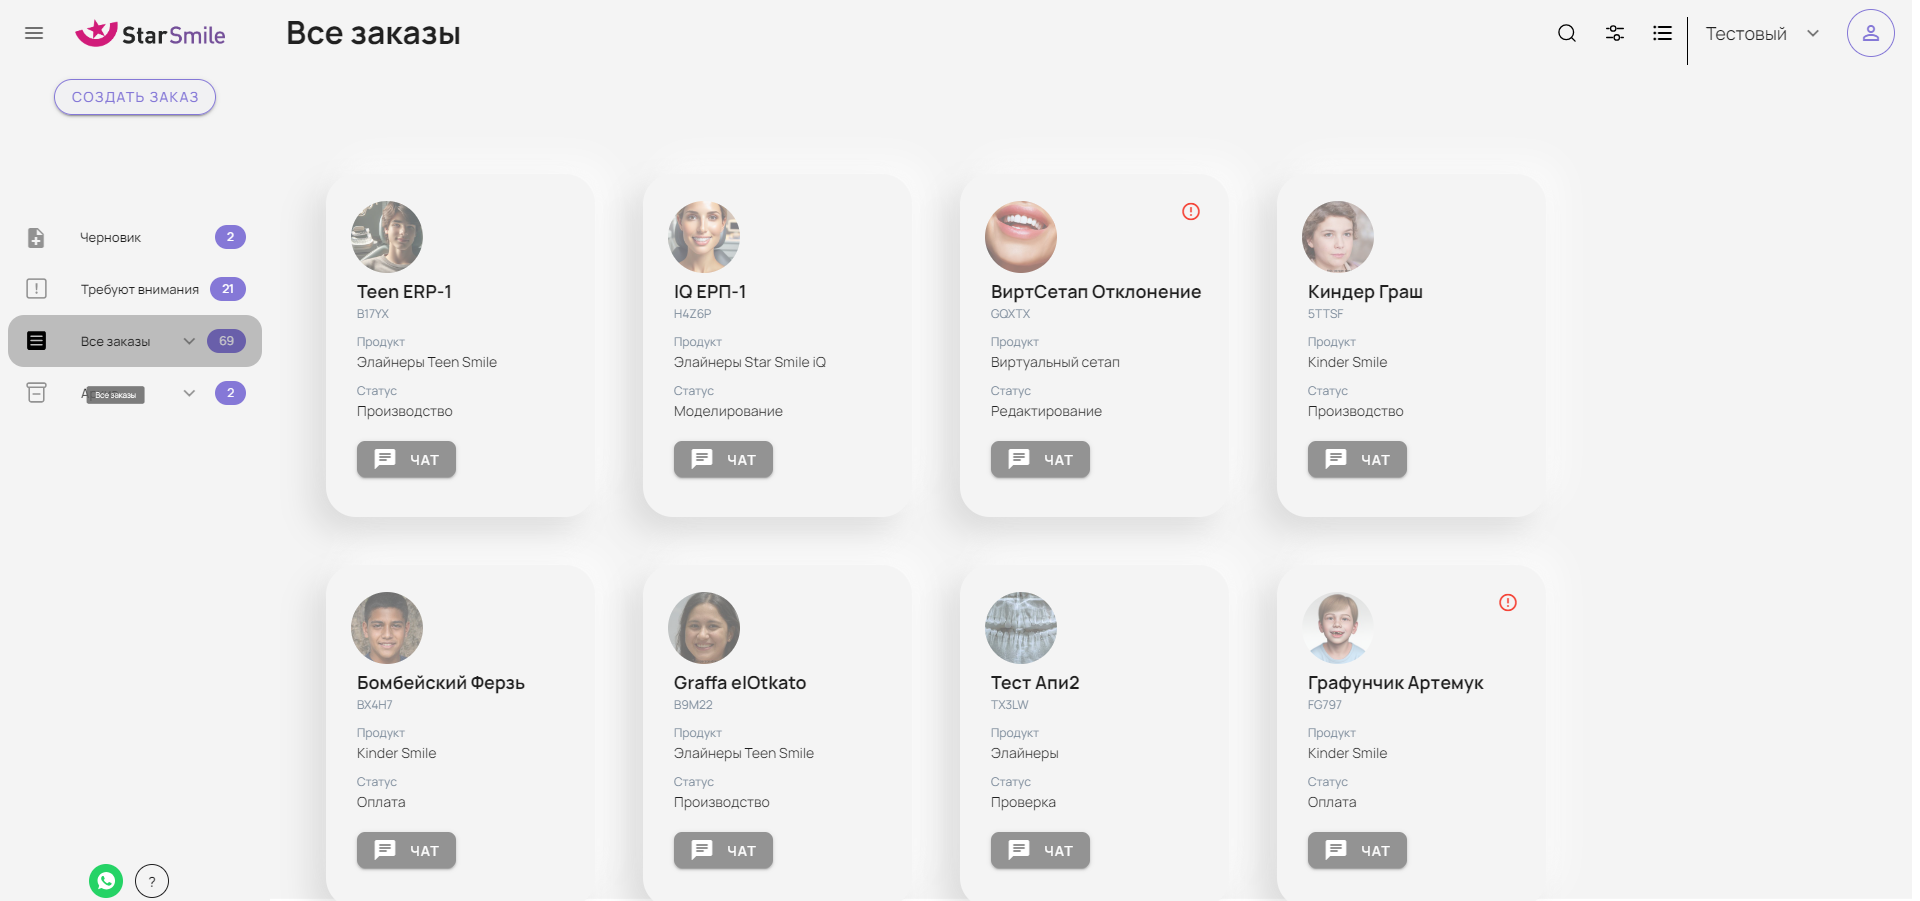 StarSmile
Все заказы
Тестовый
СОЗДАТЬ ЗАКАЗ
Черновик 2
Требуют внимания 21
Все заказы 69
Все заказы
2
Teen ERP-1
B17YX
Продукт
Элайнеры Teen Smile
Статус
Производство
ЧАТ
IQ ЕРП-1
H4Z6P
Продукт
Элайнеры Star Smile iQ
Статус
Моделирование
ЧАТ
ВиртСетап Отклонение
GQXTX
Продукт
Виртуальный сетап
Статус
Редактирование
ЧАТ
Киндер Граш
5TTSF
Продукт
Kinder Smile
Статус
Производство
ЧАТ
Бомбейский Ферзь
BX4H7
Продукт
Kinder Smile
Статус
Оплата
ЧАТ
Graffa elOtkato
B9M22
Продукт
Элайнеры Teen Smile
Статус
Производство
ЧАТ
Тест Апи2
TX3LW
Продукт
Элайнеры
Статус
Проверка
ЧАТ
Графунчик Артемук
FG797
Продукт
Kinder Smile
Статус
Оплата
ЧАТ
?